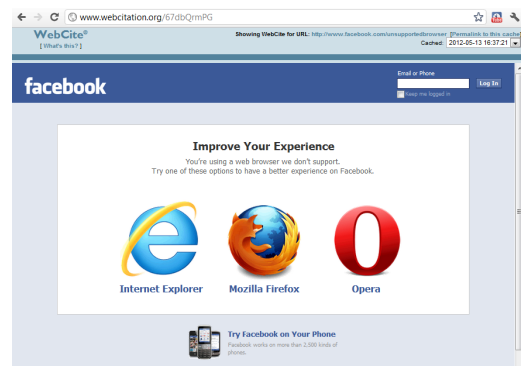 www.webcitation.org/67dbQrmPG
WebCite®
[ What's this? ]
Showing WebCite for URL: http://www.facebook.com/unsupportedbrowser [Permalink to this cache]
Cached: 2012-05-13 16:37:21
facebook
Email or Phone
Log In
Keep me logged in
Improve Your Experience
You're using a web browser we don't support.
Try one of these options to have a better experience on Facebook.
Internet Explorer
Mozilla Firefox
Opera
Try Facebook on Your Phone
Facebook works on more than 2,500 kinds of
phones.